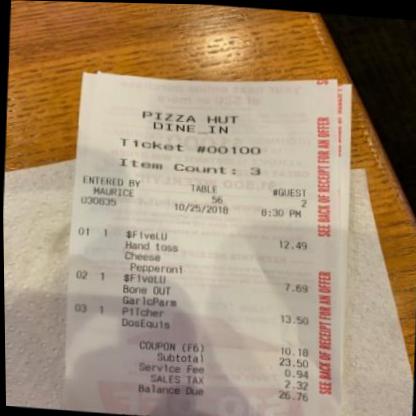 PIZZA HUT
DINE_IN
Ticket #00100
Item Count: 3
ENTERED BY TABLE #GUEST
MAURICE 56 2
030835 10/25/2018 8:30 PM
01 1 $FiveLU 12.49
Hand toss
Cheese
Pepperoni
02 1 $FiveLU 7.69
Bone OUT
GarlcParm
03 1 Pitcher 13.50
DosEquis
COUPON (F6) 10.18
Subtotal 23.50
Service Fee 0.94
SALES TAX 2.32
Balance Due 26.76
SEE BACK OF RECEIPT FOR AN OFFER
SEE BACK OF RECEIPT FOR AN OFFER